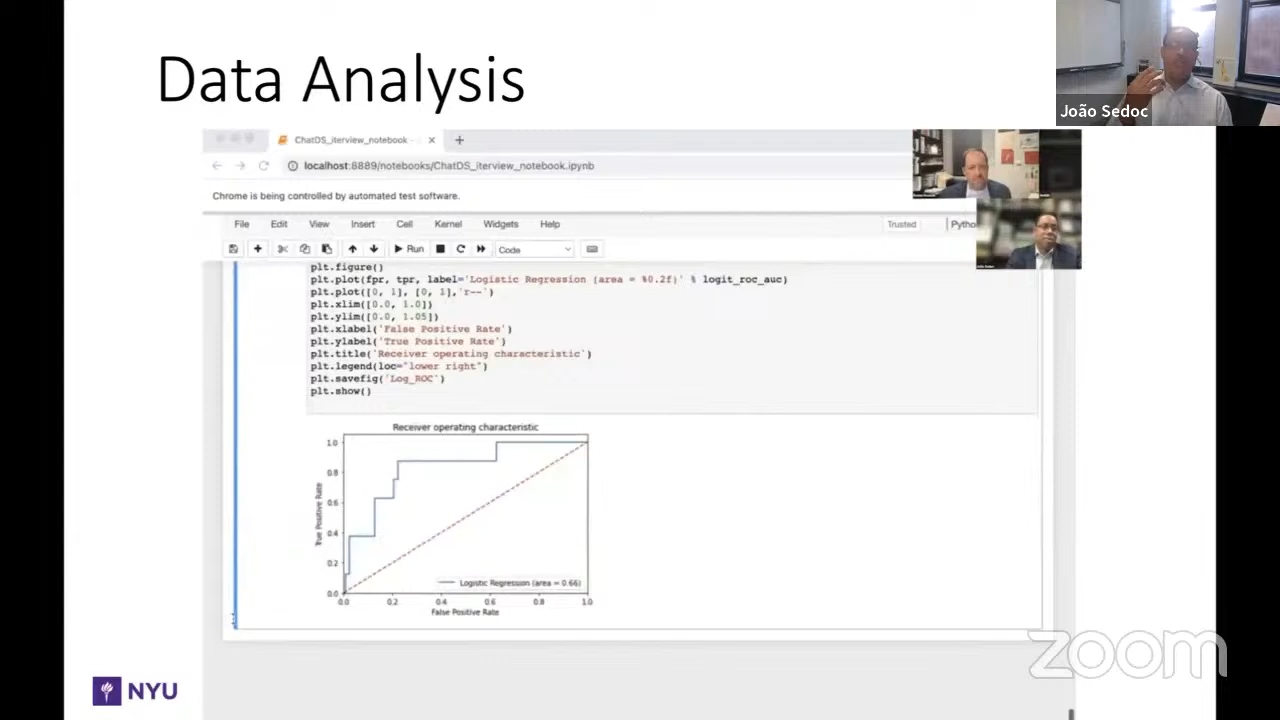 Data Analysis
João Sedoc
ChatDS_iterview_notebook -
localhost:8889/notebooks/ChatDS_iterview_notebook.ipynb
Chrome is being controlled by automated test software.
File Edit View Insert Cell Kernel Widgets Help Trusted Pytho
Run Code
plt.figure()
plt.plot(fpr, tpr, label='Logistic Regression (area = %0.2f)' % logit_roc_auc)
plt.plot([0, 1], [0, 1],'r--')
plt.xlim([0.0, 1.0])
plt.ylim([0.0, 1.05])
plt.xlabel('False Positive Rate')
plt.ylabel('True Positive Rate')
plt.title('Receiver operating characteristic')
plt.legend(loc="lower right")
plt.savefig('Log_ROC')
plt.show()
Receiver operating characteristic
1.0
0.8
0.6
0.4
0.2
0.0
True Positive Rate
Logistic Regression (area = 0.66)
0.0 0.2 0.4 0.6 0.8 1.0
False Positive Rate
zoom
NYU